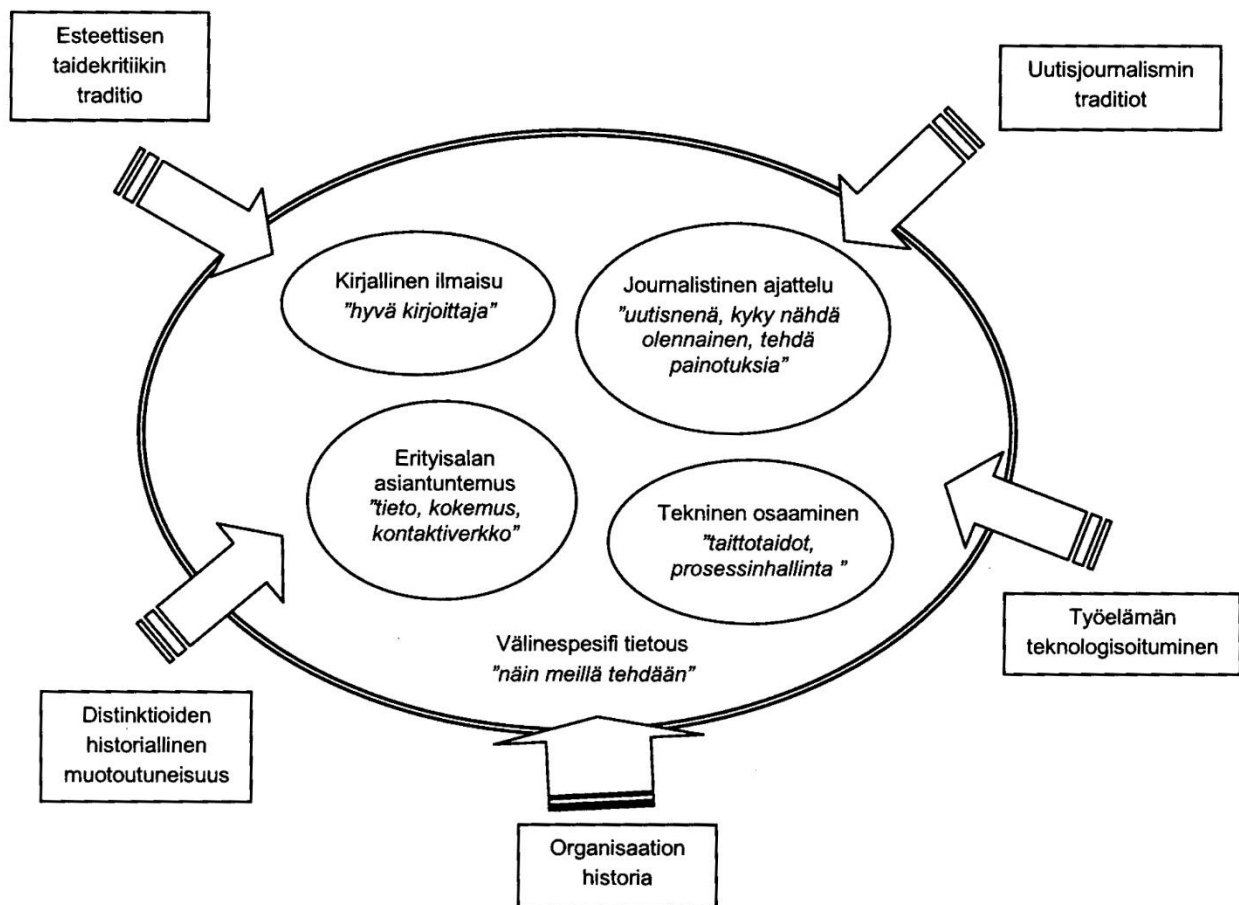 Esteettisen
taidekritiikin
traditio
Uutisjournalismin
traditiot
Kirjallinen ilmaisu
"hyvä kirjoittaja"
Journalistinen ajattelu
"uutisnenä, kyky nähdä
olennainen, tehdä
painotuksia"
Erityisalan
asiantuntemus
"tieto, kokemus,
kontaktiverkko"
Tekninen osaaminen
"taittotaidot,
prosessinhallinta "
Välinespesifi tietous
"näin meillä tehdään"
Työelämän
teknologisoituminen
Distinktioiden
historiallinen
muotoutuneisuus
Organisaation
historia